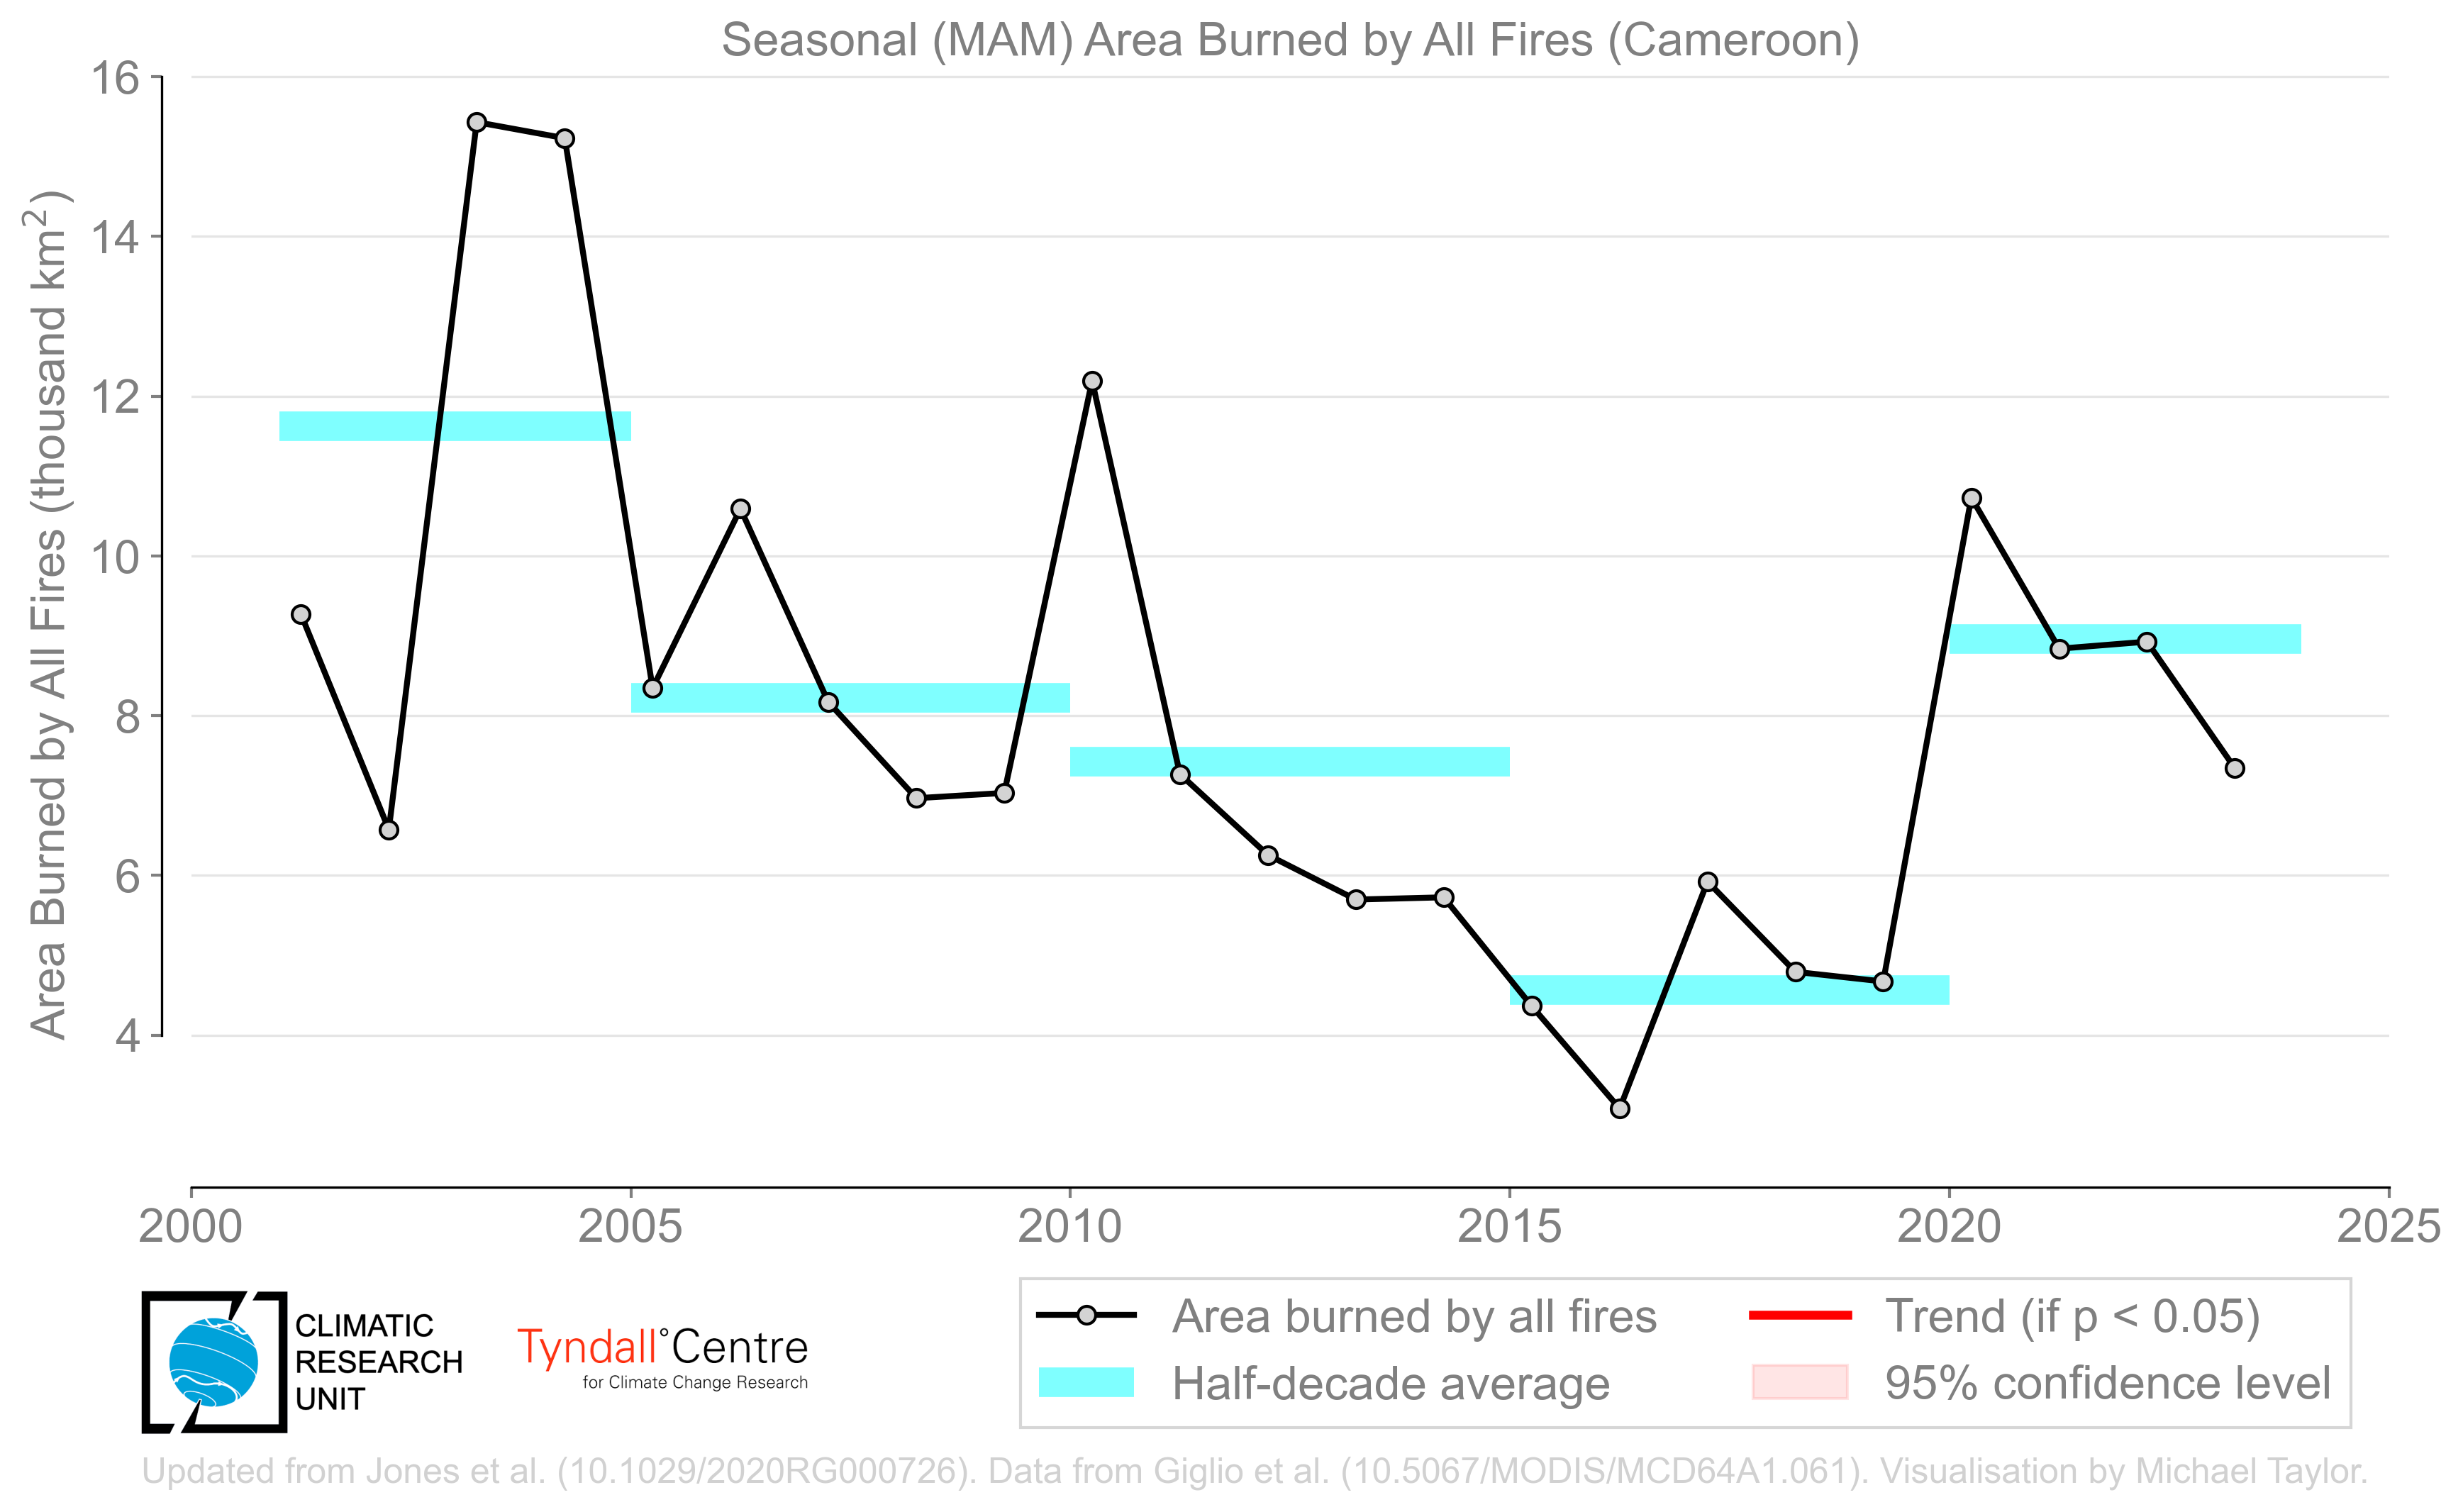 Seasonal (MAM) Area Burned by All Fires (Cameroon)
Area Burned by All Fires (thousand km²)
16
14
12
10
8
6
4
2000 2005 2010 2015 2020 2025
Area burned by all fires
Half-decade average
Trend (if p < 0.05)
95% confidence level
CLIMATIC
RESEARCH
UNIT
Tyndall°Centre
for Climate Change Research
Updated from Jones et al. (10.1029/2020RG000726). Data from Giglio et al. (10.5067/MODIS/MCD64A1.061). Visualisation by Michael Taylor.